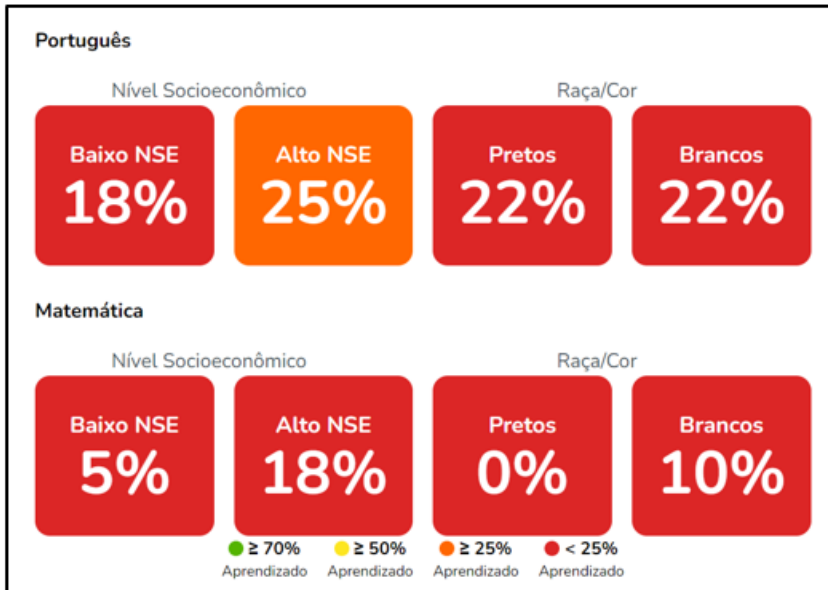 Português
Nível Socioeconômico Raça/Cor
Baixo NSE Alto NSE Pretos Brancos
18% 25% 22% 22%
Matemática
Nível Socioeconômico Raça/Cor
Baixo NSE Alto NSE Pretos Brancos
5% 18% 0% 10%
≥ 70% ≥ 50% ≥ 25% < 25%
Aprendizado Aprendizado Aprendizado Aprendizado